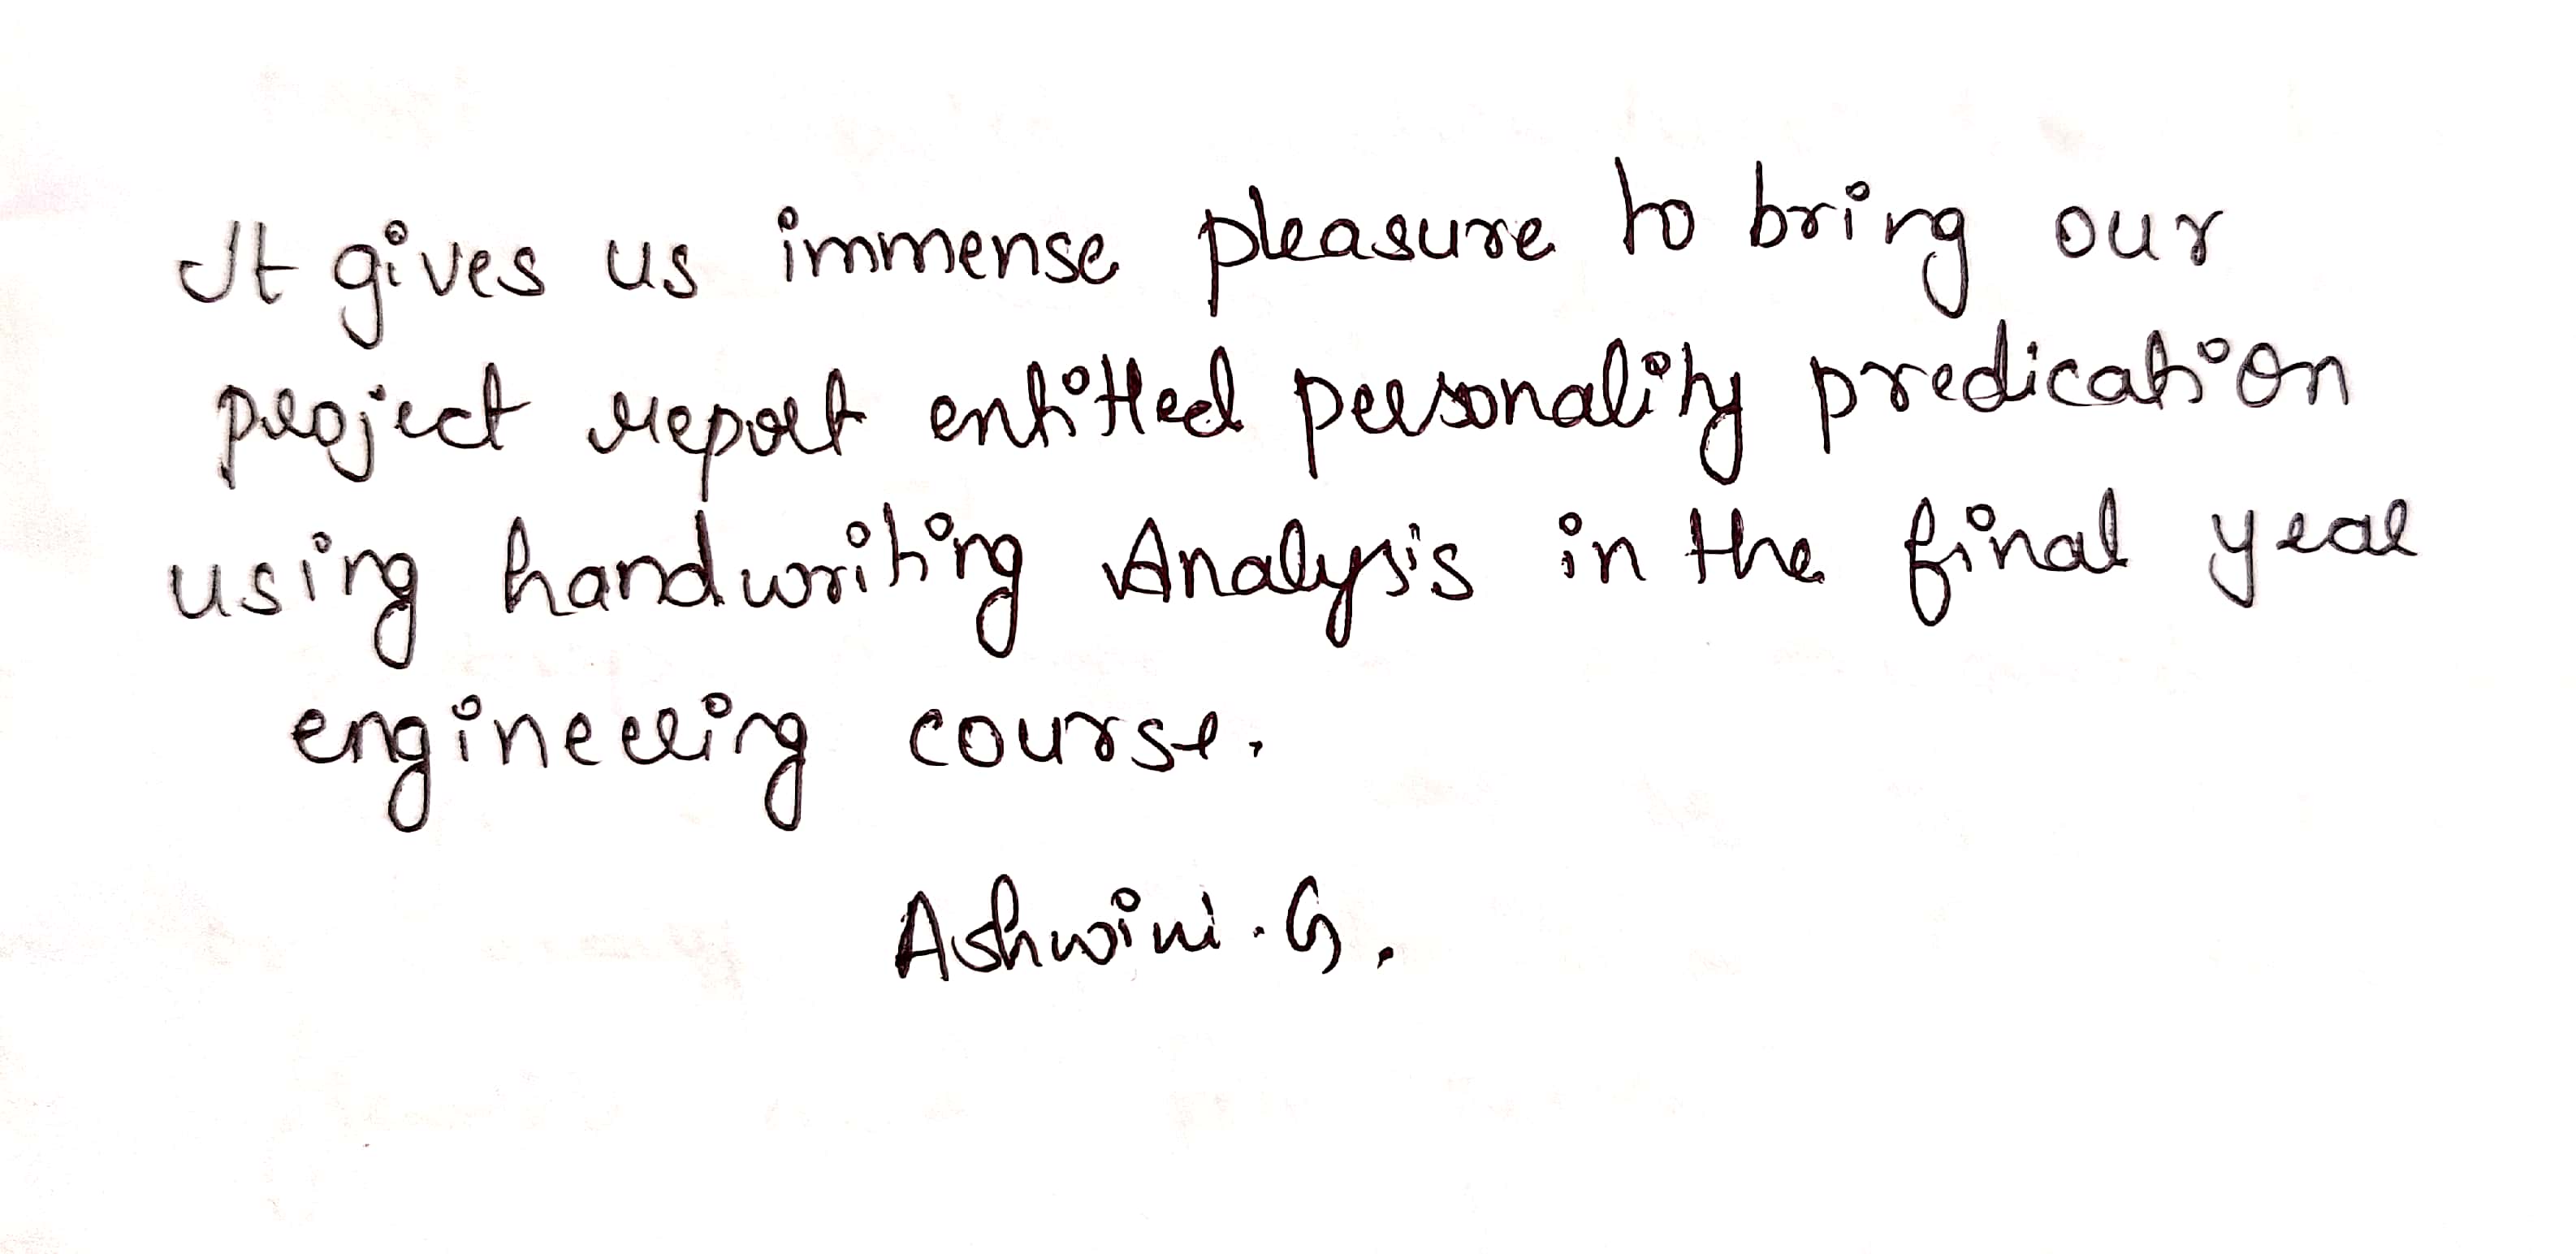 It gives us immense pleasure to bring our
project report entitled personality predication
using handwriting Analysis in the final year
engineering course.
Ashwini.G.